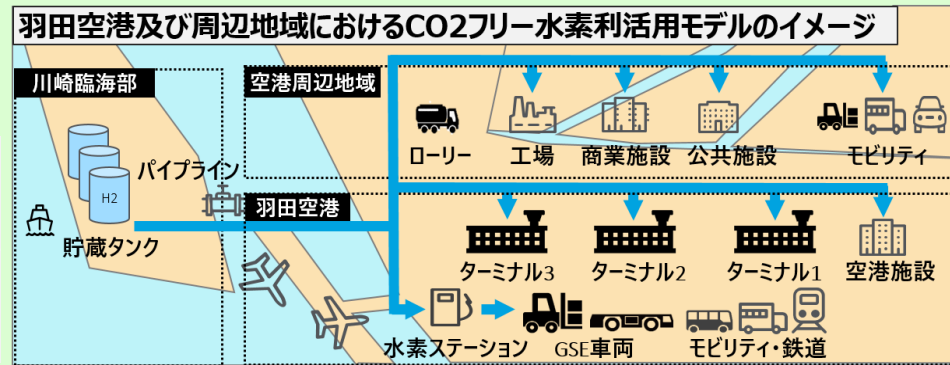 羽田空港及び周辺地域におけるCO2フリー水素利活用モデルのイメージ
川崎臨海部
空港周辺地域
パイプライン
H2
貯蔵タンク
ローリー
工場
商業施設
公共施設
モビリティ
羽田空港
ターミナル3
ターミナル2
ターミナル1
空港施設
水素ステーション
GSE車両
モビリティ・鉄道